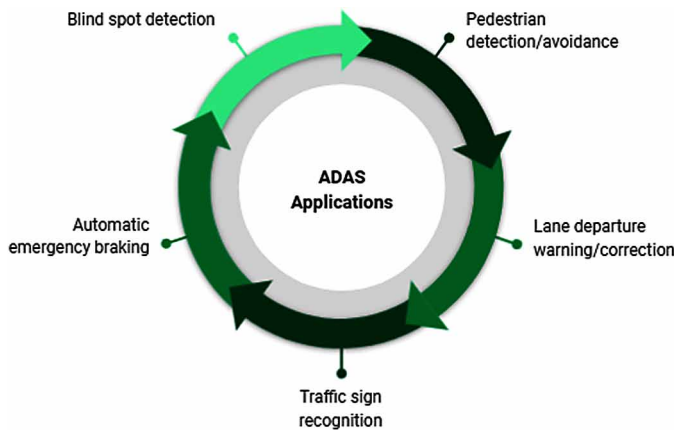 Blind spot detection
Pedestrian
detection/avoidance
ADAS
Applications
Lane departure
warning/correction
Automatic
emergency braking
Traffic sign
recognition